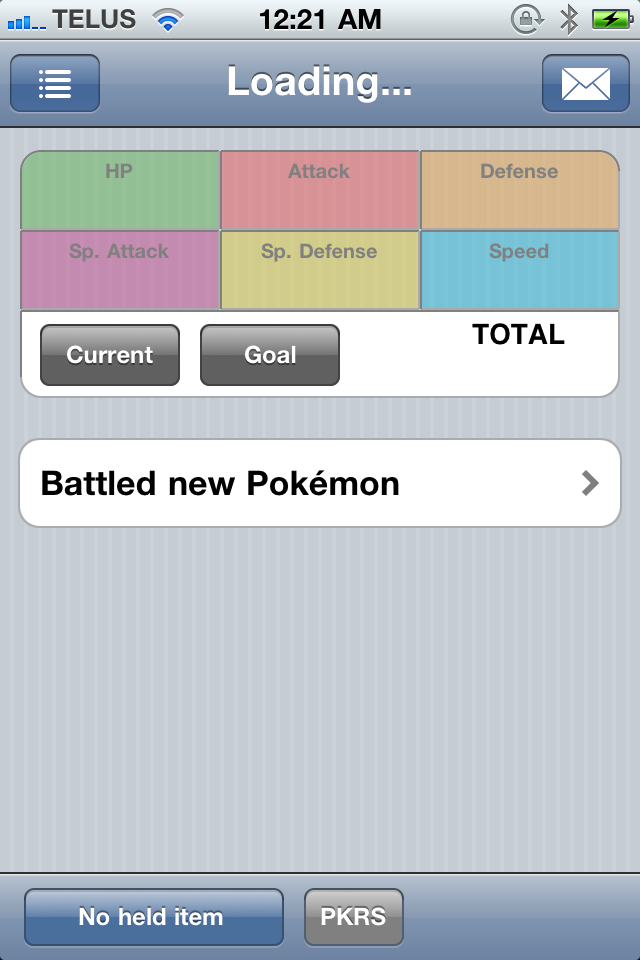 TELUS 12:21 AM
Loading...
HP Attack Defense
Sp. Attack Sp. Defense Speed
Current Goal TOTAL
Battled new Pokémon
No held item PKRS